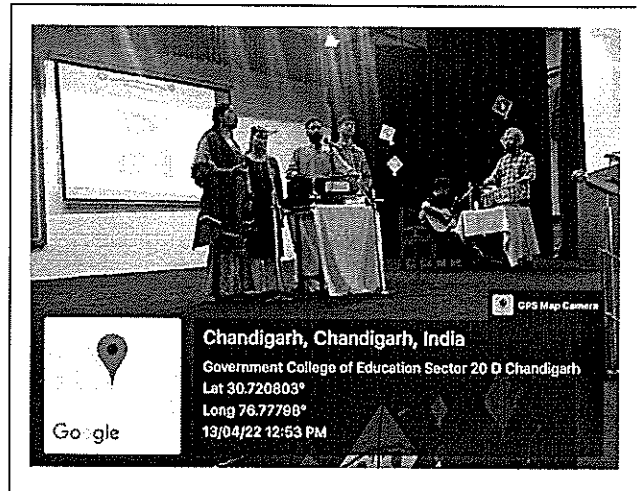 GPS Map Camera
Chandigarh, Chandigarh, India
Government College of Education Sector 20 D Chandigarh
Lat 30.720803°
Long 76.77798°
13/04/22 12:53 PM
Google